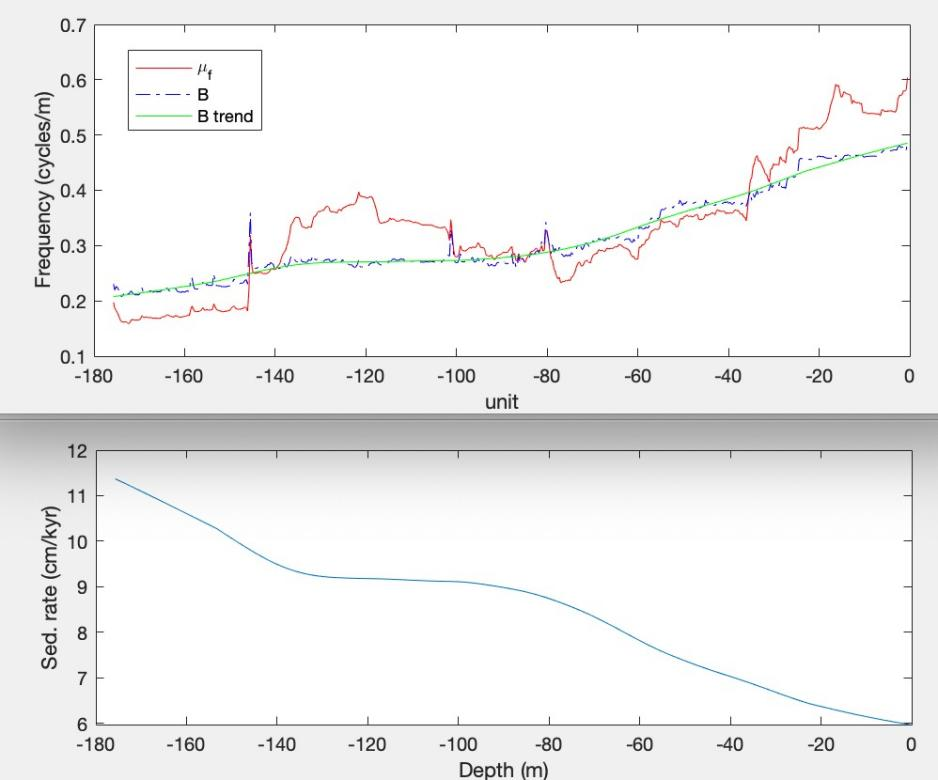 0.7
0.6
0.5
0.4
0.3
0.2
0.1
Frequency (cycles/m)
μf
B
B trend
-180 -160 -140 -120 -100 -80 -60 -40 -20 0
unit
12
11
10
9
8
7
6
Sed. rate (cm/kyr)
-180 -160 -140 -120 -100 -80 -60 -40 -20 0
Depth (m)